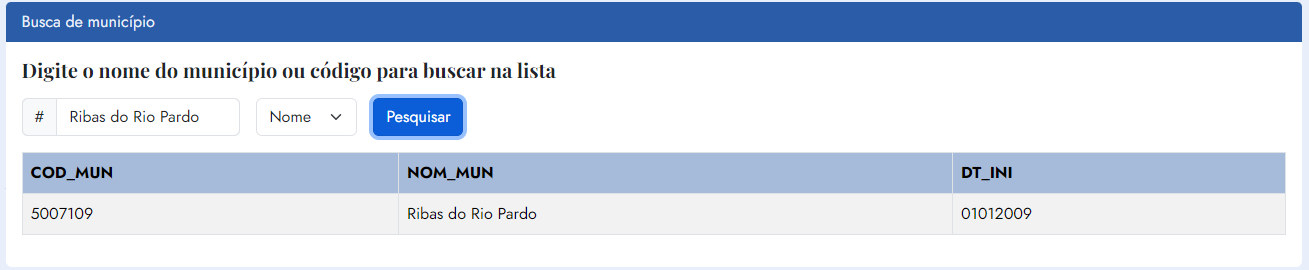 Busca de município
Digite o nome do município ou código para buscar na lista
# Ribas do Rio Pardo Nome Pesquisar
COD_MUN NOM_MUN DT_INI
5007109 Ribas do Rio Pardo 01012009